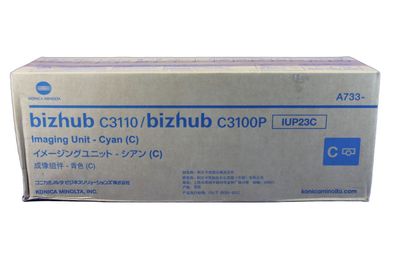 KONICA MINOLTA
A733-
bizhub C3110 / bizhub C3100P IUP23C
Imaging Unit - Cyan (C)
イメージングユニット - シアン (C)
成像组件 - 青色 (C)
C
コニカミノルタビジネスソリューションズ株式会社
KONICA MINOLTA, INC.
konicaminolta.com